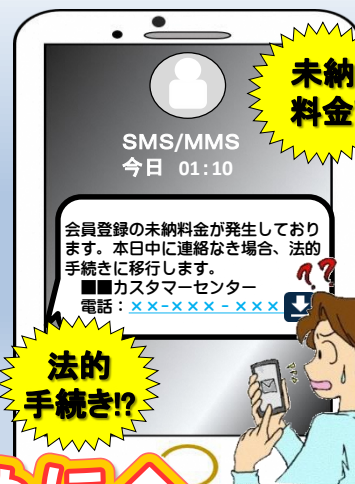 未納
料金
SMS/MMS
今日 01:10
会員登録の未納料金が発生しており
ます。本日中に連絡なき場合、法的
手続きに移行します。
■■カスタマーセンター
電話：××-×××-×××
⁇
法的
手続き!?